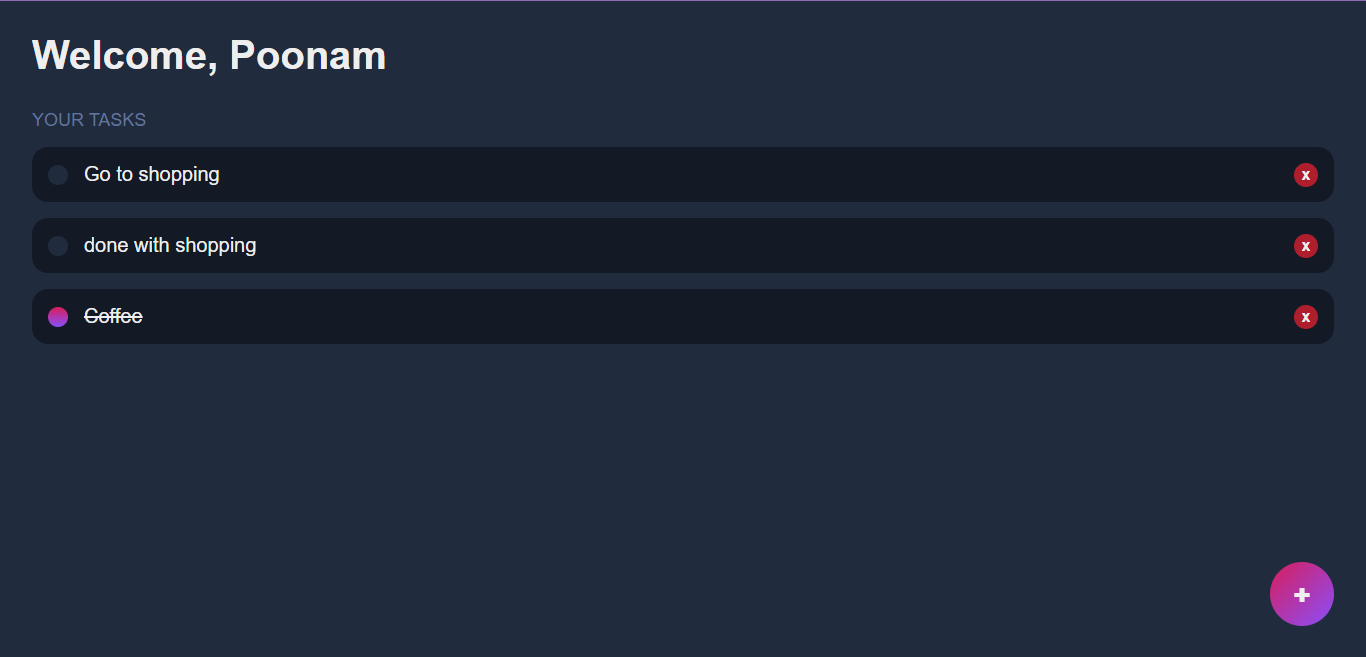 Welcome, Poonam
YOUR TASKS
Go to shopping x
done with shopping x
Coffee x
+